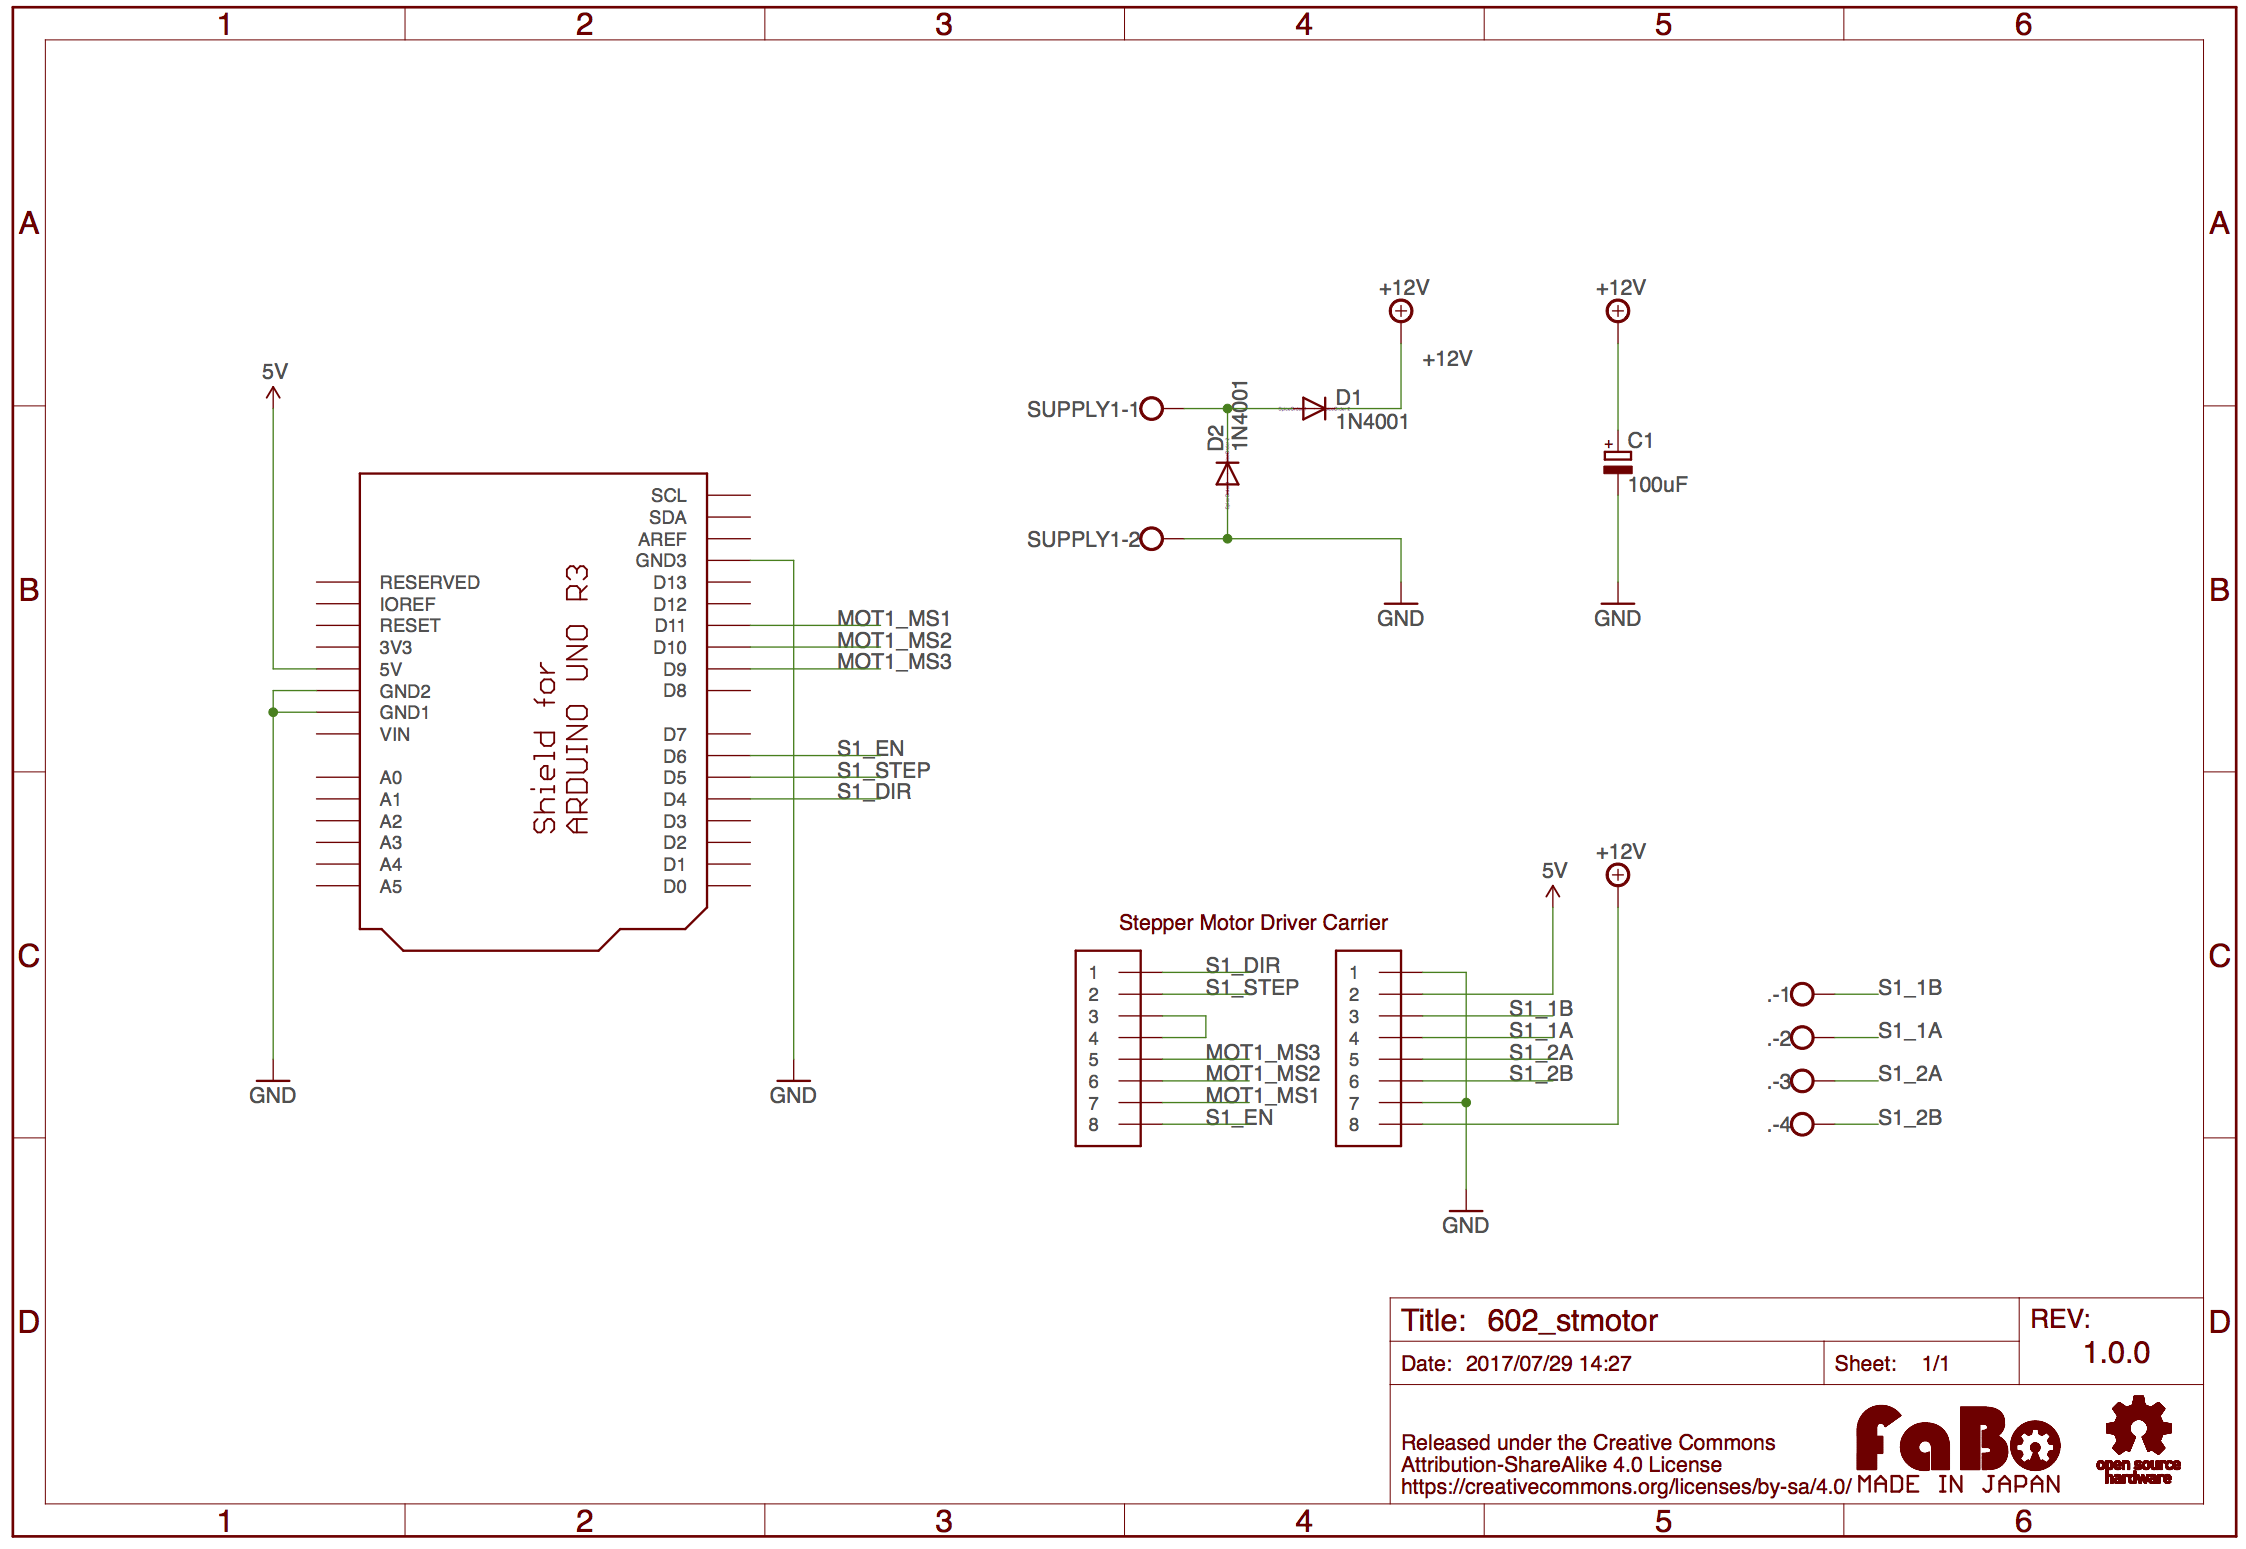 1 2 3 4 5 6
A A
B B
C C
D D
5V
SCL
SDA
AREF
GND3
RESERVED D13
IOREF D12
RESET D11 MOT1_MS1
3V3 D10 MOT1_MS2
5V D9 MOT1_MS3
GND2 D8
GND1
VIN D7
D6 S1_EN
A0 D5 S1_STEP
A1 D4 S1_DIR
A2 D3
A3 D2
A4 D1
A5 D0
Shield for
ARDUINO UNO R3
GND GND
+12V
+12V
SUPPLY1-1
D1
1N4001
D2
1N4001
SUPPLY1-2
GND
+12V
+ C1
100uF
GND
Stepper Motor Driver Carrier
1 S1_DIR
2 S1_STEP
3
4
5 MOT1_MS3
6 MOT1_MS2
7 MOT1_MS1
8 S1_EN
5V +12V
1
2
3 S1_1B
4 S1_1A
5 S1_2A
6 S1_2B
7
8
GND
.-1 S1_1B
.-2 S1_1A
.-3 S1_2A
.-4 S1_2B
Title: 602_stmotor
REV:
1.0.0
Date: 2017/07/29 14:27
Sheet: 1/1
Released under the Creative Commons
Attribution-ShareAlike 4.0 License
https://creativecommons.org/licenses/by-sa/4.0/
FaBo
MADE IN JAPAN
open source
hardware
1 2 3 4 5 6